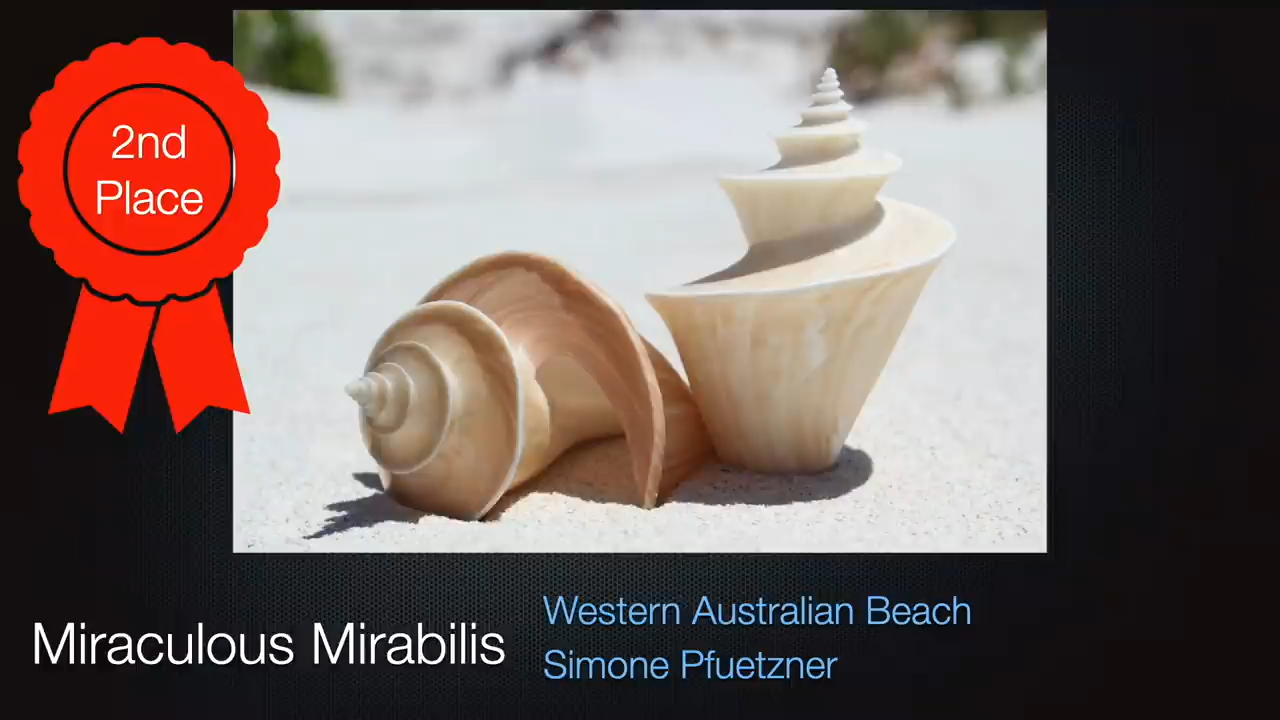 2nd
Place
Miraculous Mirabilis
Western Australian Beach
Simone Pfuetzner